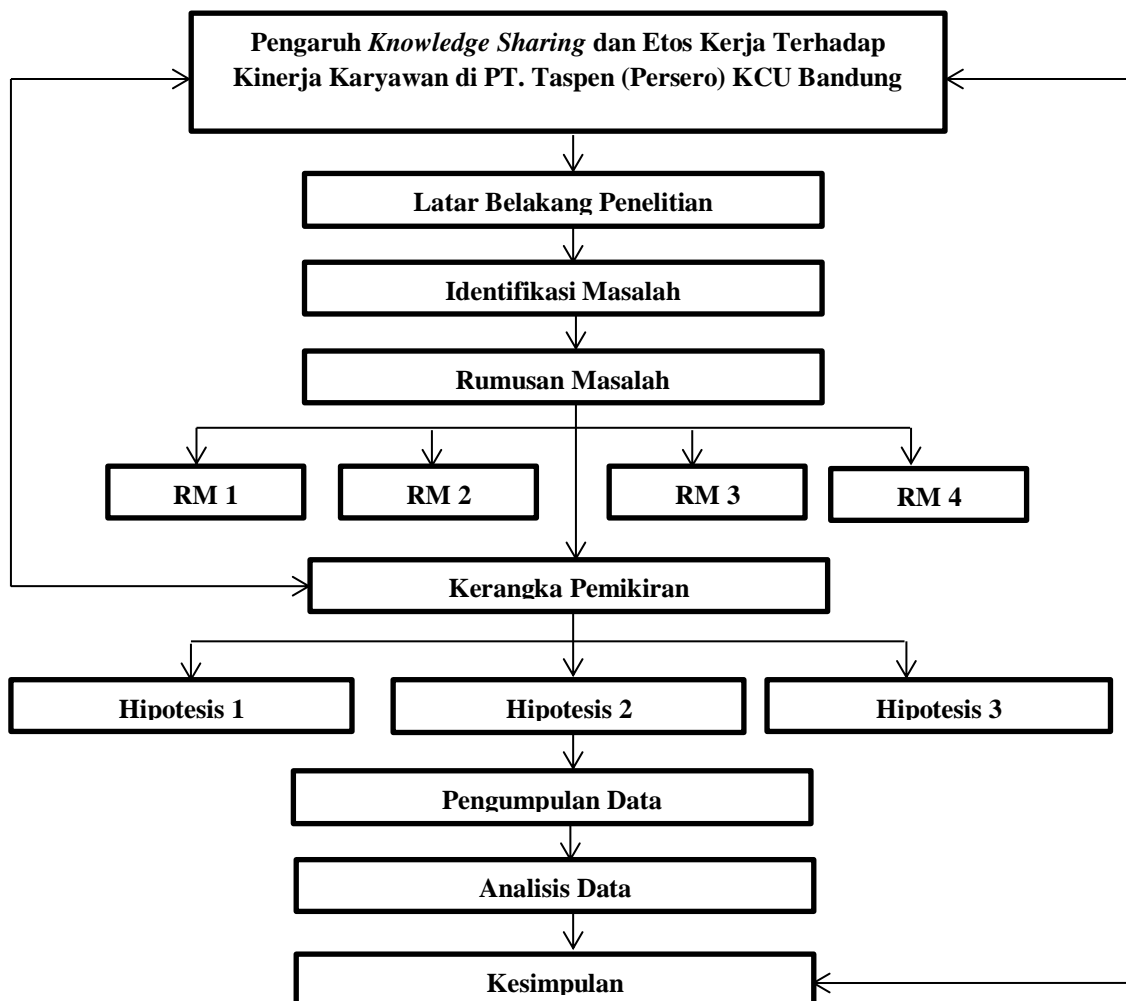 Pengaruh Knowledge Sharing dan Etos Kerja Terhadap
Kinerja Karyawan di PT. Taspen (Persero) KCU Bandung
Latar Belakang Penelitian
Identifikasi Masalah
Rumusan Masalah
RM 1
RM 2
RM 3
RM 4
Kerangka Pemikiran
Hipotesis 1
Hipotesis 2
Hipotesis 3
Pengumpulan Data
Analisis Data
Kesimpulan